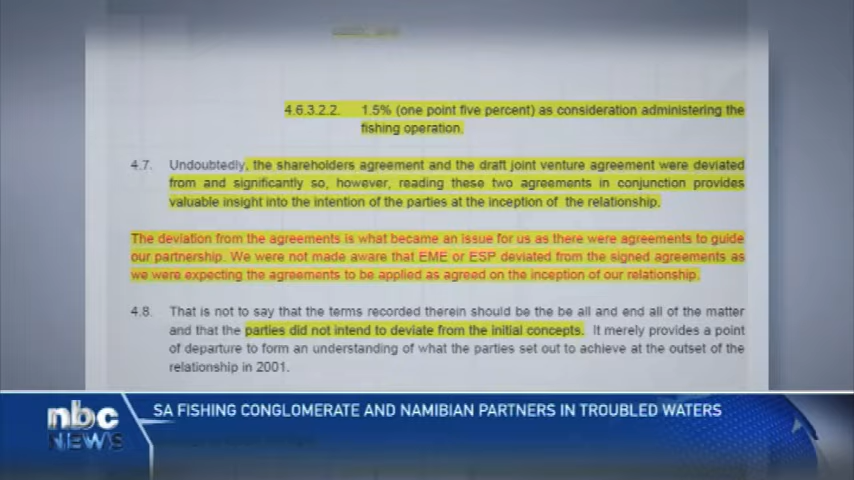 4.6.3.2.2. 1.5% (one point five percent) as consideration administering the
fishing operation.
4.7. Undoubtedly, the shareholders agreement and the draft joint venture agreement were deviated
from and significantly so, however, reading these two agreements in conjunction provides
valuable insight into the intention of the parties at the inception of the relationship.
The deviation from the agreements is what became an issue for us as there were agreements to guide
our partnership. We were not made aware that EME or ESP deviated from the signed agreements as
we were expecting the agreements to be applied as agreed on the inception of our relationship.
4.8. That is not to say that the terms recorded therein should be the be all and end all of the matter
and that the parties did not intend to deviate from the initial concepts. It merely provides a point
of departure to form an understanding of what the parties set out to achieve at the outset of the
relationship in 2001.
nbc
NEWS
SA FISHING CONGLOMERATE AND NAMIBIAN PARTNERS IN TROUBLED WATERS